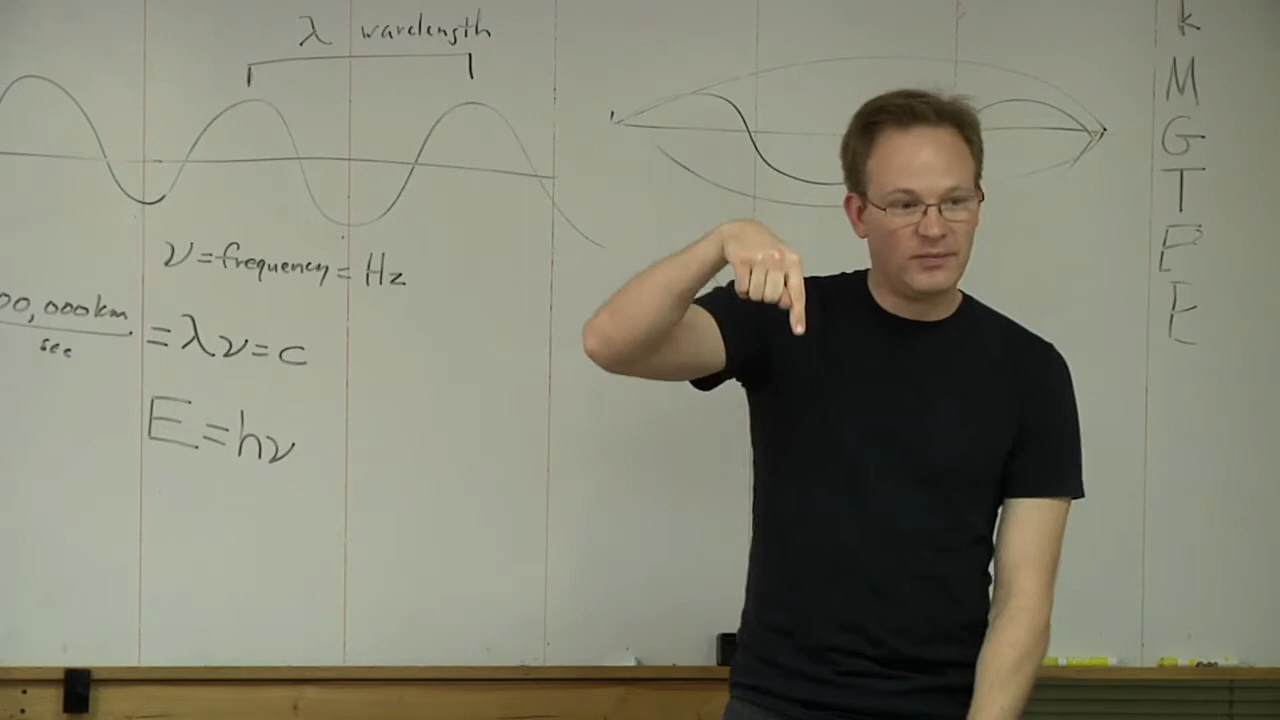 λ wavelength
ν = frequency = Hz
00,000 km
sec
= λν = c
E = hν
k
M
G
T
P
E